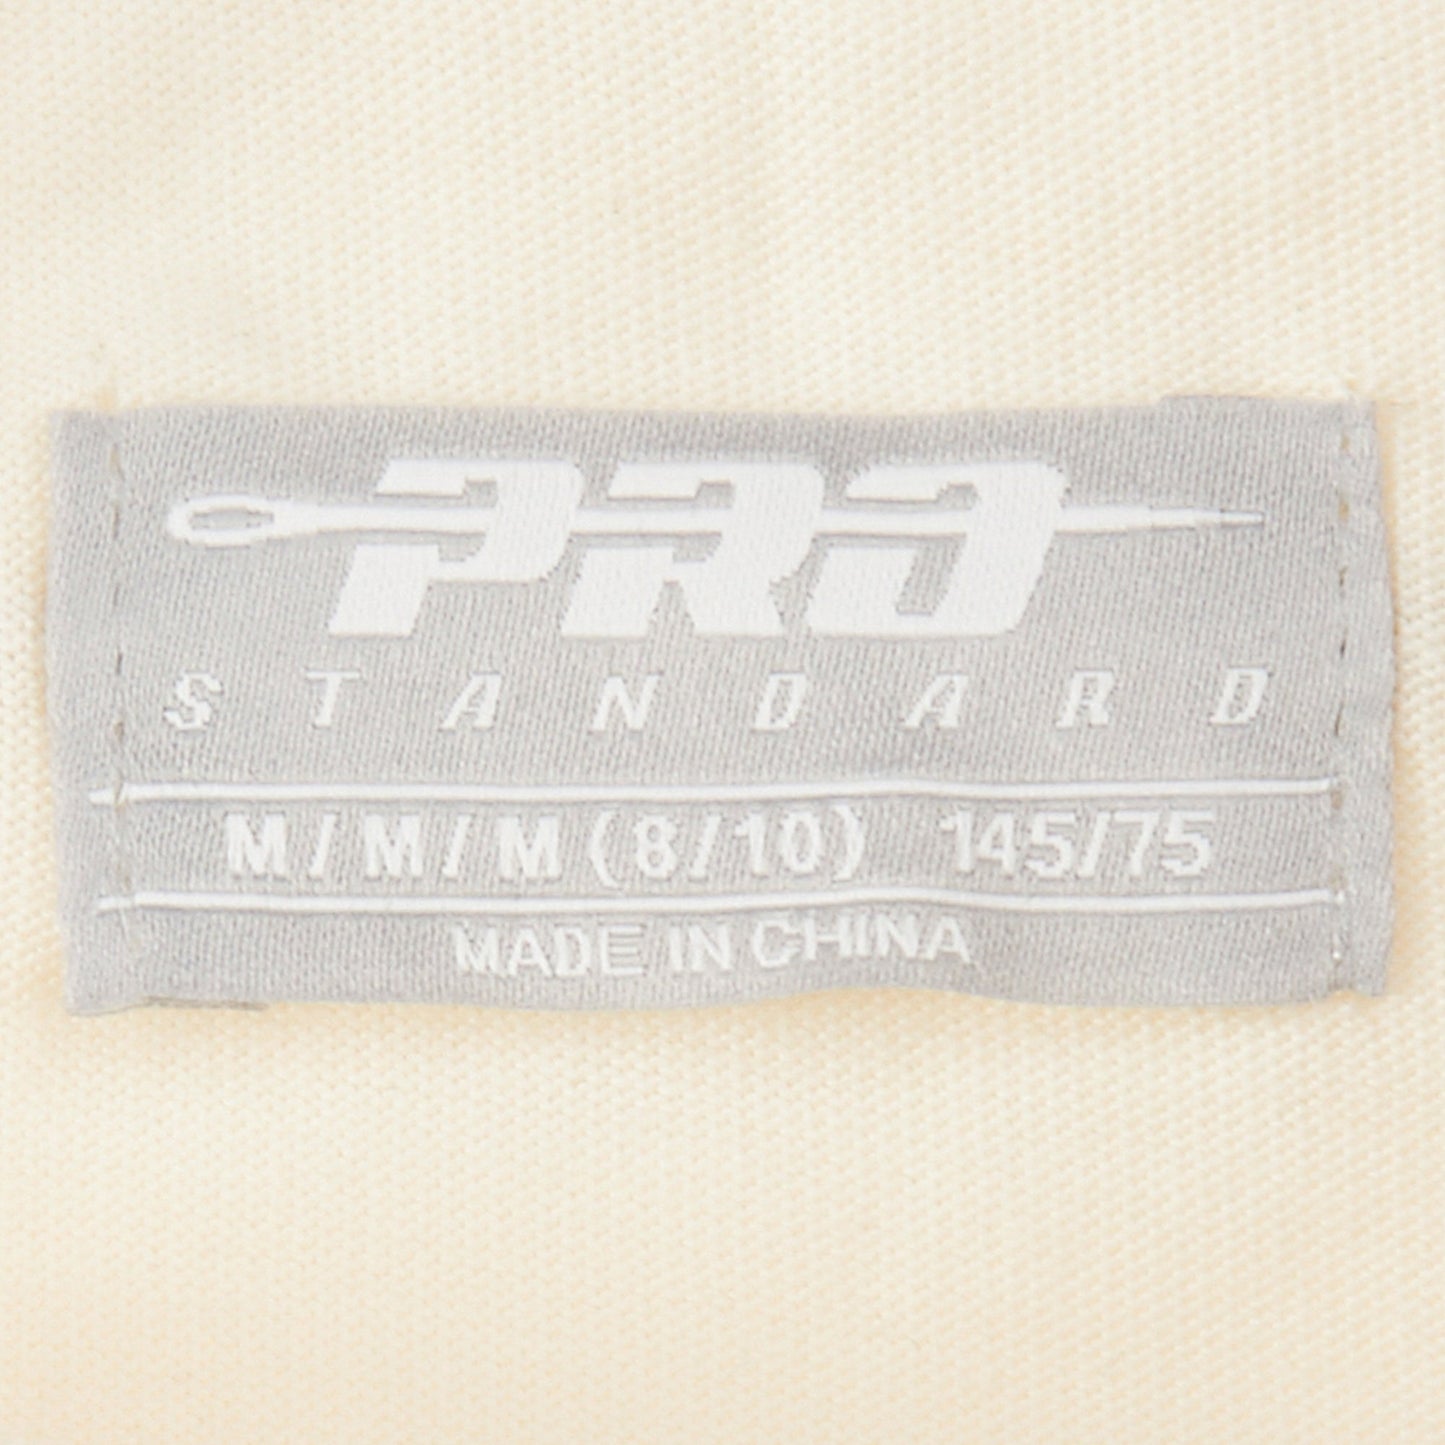 PRO
STANDARD
M/M/M(8/10) 145/75
MADE IN CHINA